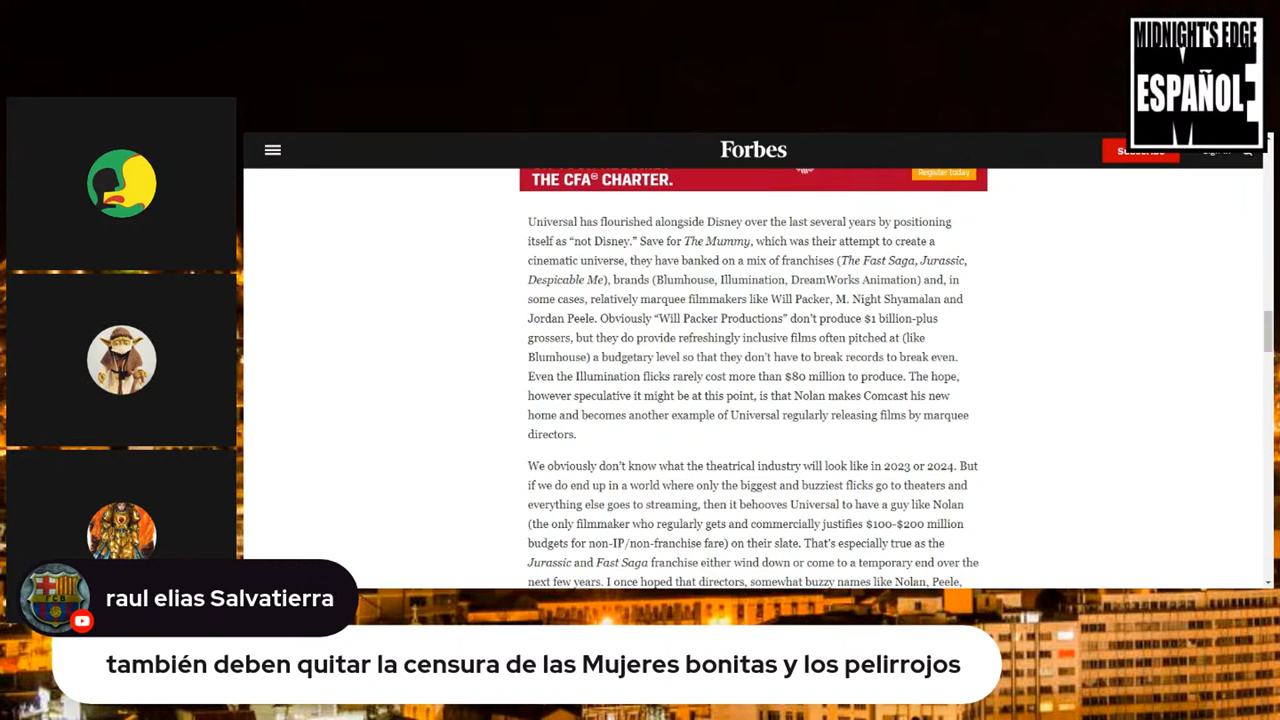 MIDNIGHT'S EDGE
ESPAÑOL
Forbes
THE CFA® CHARTER.
Register today
Universal has flourished alongside Disney over the last several years by positioning
itself as “not Disney.” Save for The Mummy, which was their attempt to create a
cinematic universe, they have banked on a mix of franchises (The Fast Saga, Jurassic,
Despicable Me), brands (Blumhouse, Illumination, DreamWorks Animation) and, in
some cases, relatively marquee filmmakers like Will Packer, M. Night Shyamalan and
Jordan Peele. Obviously “Will Packer Productions” don’t produce $1 billion-plus
grossers, but they do provide refreshingly inclusive films often pitched at (like
Blumhouse) a budgetary level so that they don’t have to break records to break even.
Even the Illumination flicks rarely cost more than $80 million to produce. The hope,
however speculative it might be at this point, is that Nolan makes Comcast his new
home and becomes another example of Universal regularly releasing films by marquee
directors.
We obviously don’t know what the theatrical industry will look like in 2023 or 2024. But
if we do end up in a world where only the biggest and buzziest flicks go to theaters and
everything else goes to streaming, then it behooves Universal to have a guy like Nolan
(the only filmmaker who regularly gets and commercially justifies $100-$200 million
budgets for non-IP/non-franchise fare) on their slate. That’s especially true as the
Jurassic and Fast Saga franchise either wind down or come to a temporary end over the
next few years. I once hoped that directors, somewhat buzzy names like Nolan, Peele,
FCB
raul elias Salvatierra
también deben quitar la censura de las Mujeres bonitas y los pelirrojos